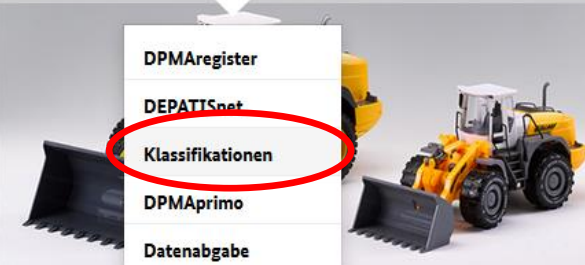 DPMAregister
DEPATISnet
Klassifikationen
DPMAprimo
Datenabgabe